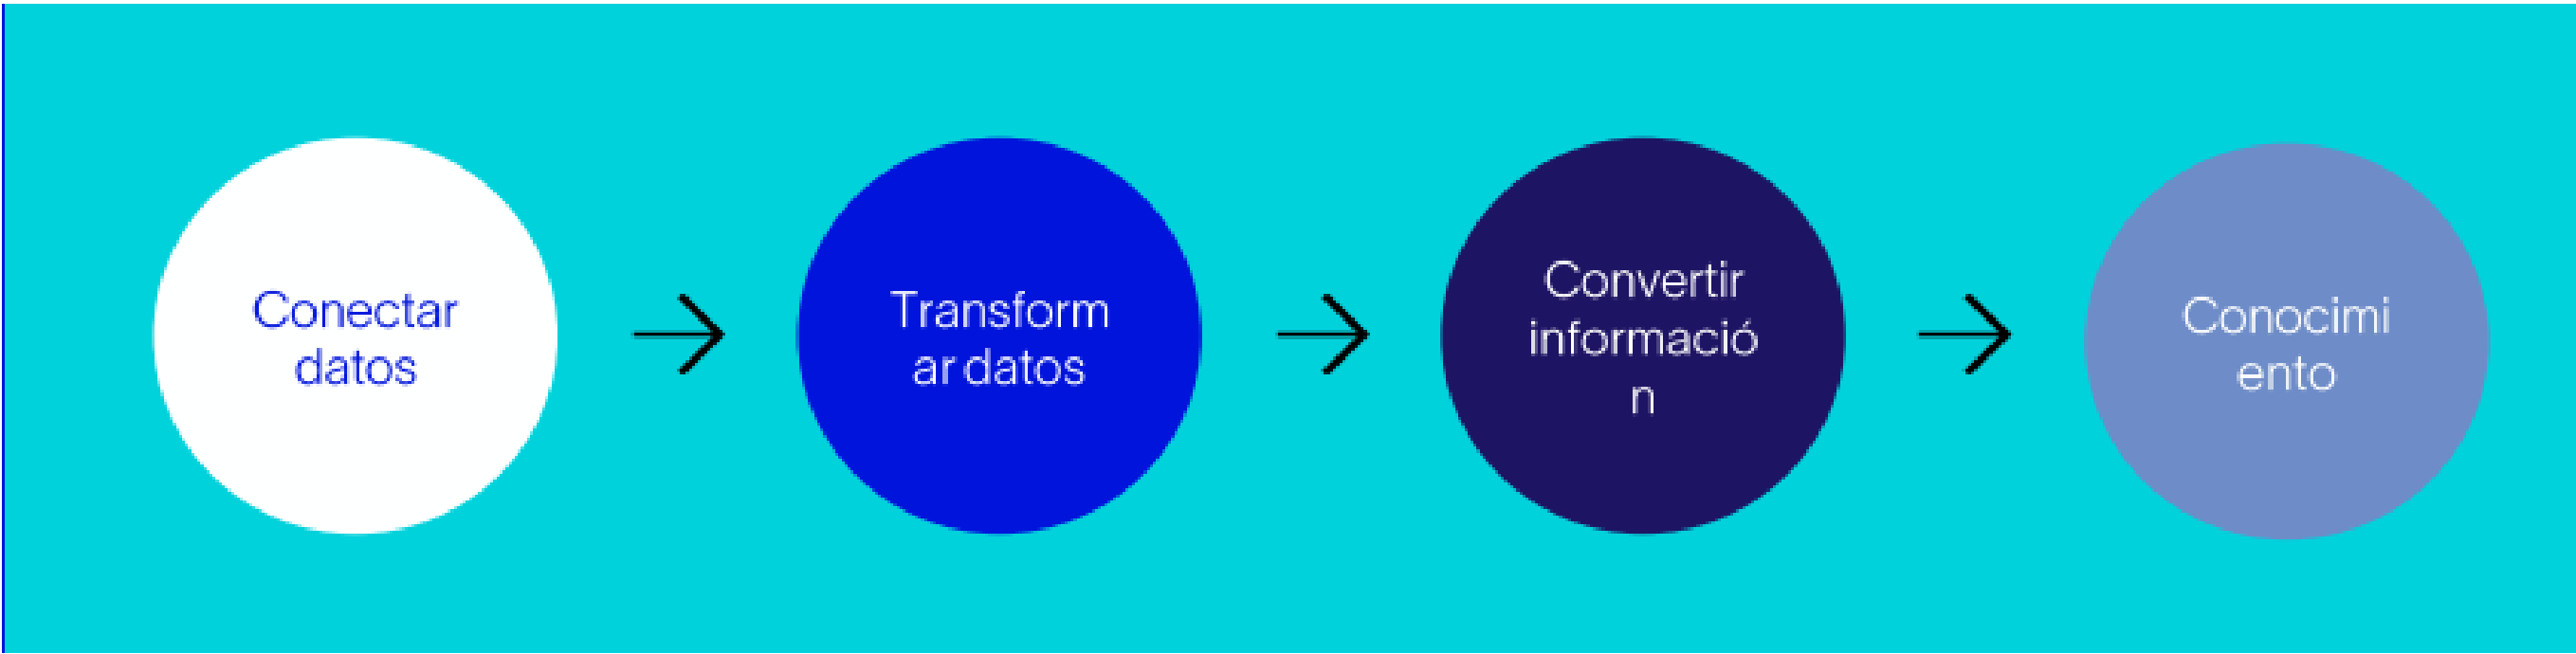 Conectar
datos
Transform
ar datos
Convertir
informació
n
Conocimi
ento